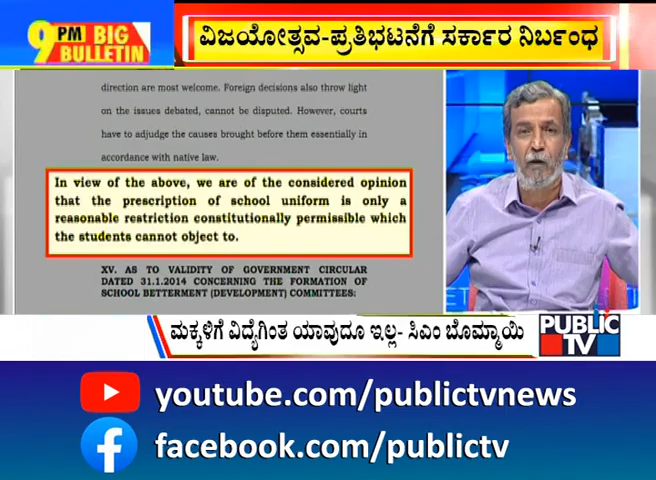 9 PM BIG
BULLETIN
ವಿಜಯೋತ್ಸವ-ಪ್ರತಿಭಟನೆಗೆ ಸರ್ಕಾರ ನಿರ್ಬಂಧ
direction are most welcome. Foreign decisions also throw light
on the issues debated, cannot be disputed. However, courts
have to adjudge the causes brought before them essentially in
accordance with native law.
In view of the above, we are of the considered opinion
that the prescription of school uniform is only a
reasonable restriction constitutionally permissible which
the students cannot object to.
XV. AS TO VALIDITY OF GOVERNMENT CIRCULAR
DATED 31.1.2014 CONCERNING THE FORMATION OF
SCHOOL BETTERMENT (DEVELOPMENT) COMMITTEES:
ಮಕ್ಕಳಿಗೆ ವಿದ್ಯೆಗಿಂತ ಯಾವುದೂ ಇಲ್ಲ- ಸಿಎಂ ಬೊಮ್ಮಾಯಿ
PUBLIC
TV
youtube.com/publictvnews
facebook.com/publictv